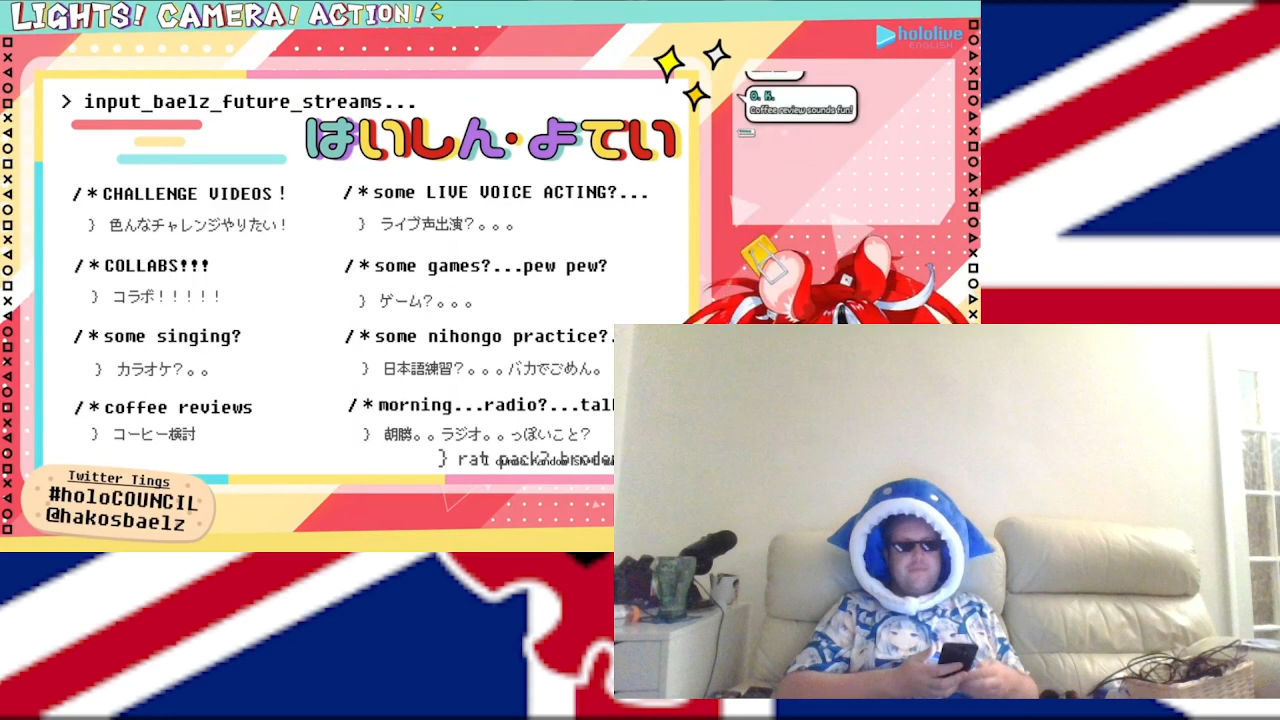 LIGHTS! CAMERA! ACTION!
hololive
ENGLISH
> input_baelz_future_streams...
はいしん・よてい
O. K.
Coffee review sounds fun!
/*CHALLENGE VIDEOS!
} 色んなチャレンジやりたい！
/*COLLABS!!!
} コラボ！！！！！
/*some singing?
} カラオケ？。。
/*coffee reviews
} コーヒー検討
/*some LIVE VOICE ACTING?...
} ライブ声出演？。。。
/*some games?...pew pew?
} ゲーム？。。。
/*some nihongo practice?.
} 日本語練習？。。。バカでごめん。
/*morning...radio?...tal
} 胡勝。。ラジオ。。っぽいこと？
} rat pack?
Twitter Tings
#holoCOUNCIL
@hakosbaelz